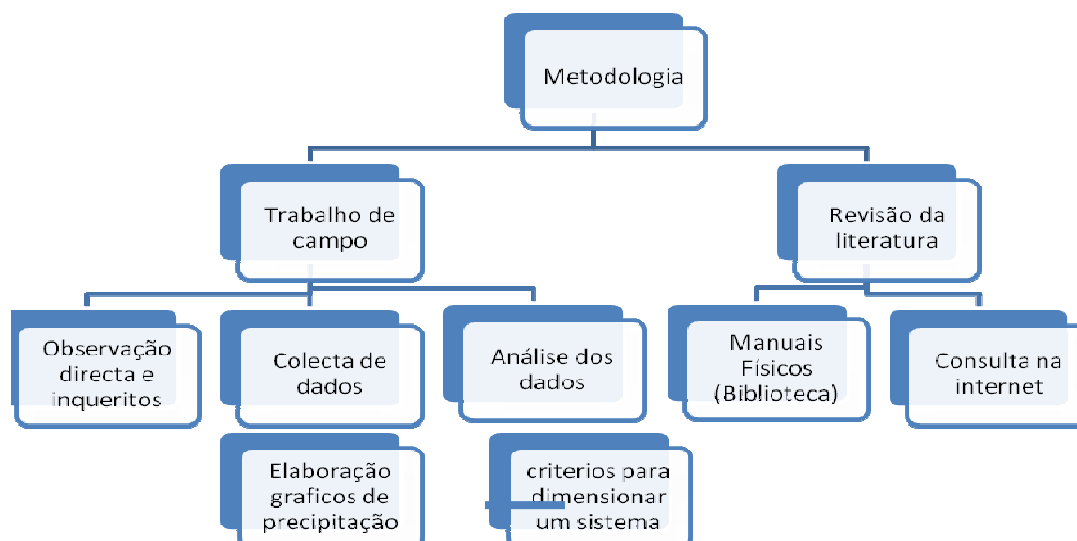 Metodologia
Trabalho de
campo
Revisão da
literatura
Observação
directa e
inqueritos
Colecta de
dados
Análise dos
dados
Manuais
Físicos
(Biblioteca)
Consulta na
internet
Elaboração
graficos de
precipitação
criterios para
dimensionar
um sistema